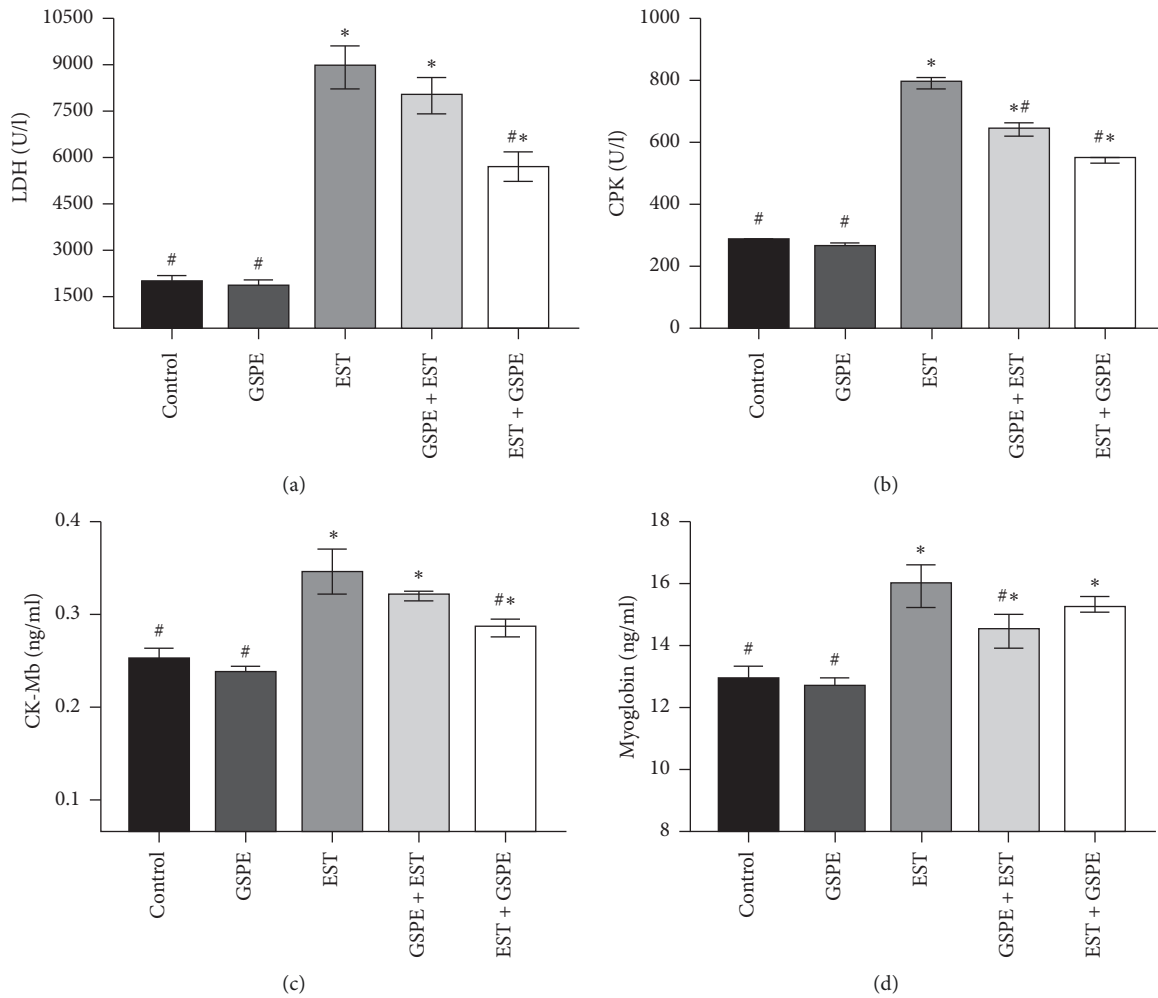 LDH (U/l)
10500
9000
7500
6000
4500
3000
1500
#
#
*
*
#*
Control
GSPE
EST
GSPE + EST
EST + GSPE
(a)
CPK (U/l)
1000
800
600
400
200
0
#
#
*
*#
#*
Control
GSPE
EST
GSPE + EST
EST + GSPE
(b)
CK-Mb (ng/ml)
0.4
0.3
0.2
0.1
#
#
*
*
#*
Control
GSPE
EST
GSPE + EST
EST + GSPE
(c)
Myoglobin (ng/ml)
18
16
14
12
10
8
#
#
*
#*
*
Control
GSPE
EST
GSPE + EST
EST + GSPE
(d)